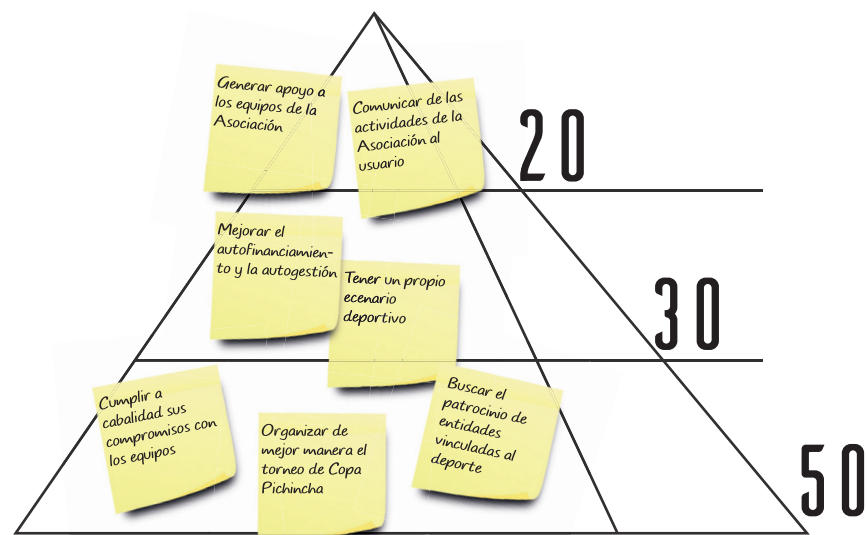 Generar apoyo a
los equipos de la
Asociación
Comunicar de las
actividades de la
Asociación al
usuario
20
Mejorar el
autofinanciamien-
to y la autogestión
Tener un propio
ecenario
deportivo
30
Cumplir a
cabalidad sus
compromisos con
los equipos
Organizar de
mejor manera el
torneo de Copa
Pichincha
Buscar el
patrocinio de
entidades
vinculadas al
deporte
50